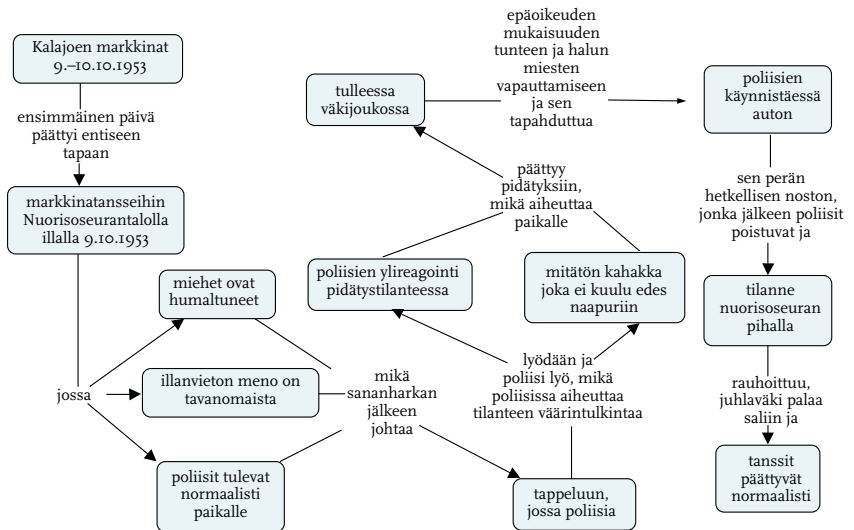 Kalajoen markkinat
9.–10.10.1953
ensimmäinen päivä
päättyi entiseen
tapaan
markkinatansseihin
Nuorisoseurantalolla
illalla 9.10.1953
jossa
miehet ovat
humaltuneet
illanvieton meno on
tavanomaista
poliisit tulevat
normaalisti
paikalle
mikä
sananharkan
jälkeen
johtaa
tappeluun,
jossa poliisia
lyödään ja
poliisi lyö, mikä
poliisissa aiheuttaa
tilanteen väärintulkintaa
poliisien ylireagointi
pidätystilanteessa
mitätön kahakka
joka ei kuulu edes
naapuriin
päättyy
pidätyksiin,
mikä aiheuttaa
paikalle
tulleessa
väkijoukossa
epäoikeuden
mukaisuuden
tunteen ja halun
miesten
vapauttamiseen
ja sen
tapahduttua
poliisien
käynnistäessä
auton
sen perän
hetkellisen noston,
jonka jälkeen poliisit
poistuvat ja
tilanne
nuorisoseuran
pihalla
rauhoittuu,
juhlaväki palaa
saliin ja
tanssit
päättyvät
normaalisti